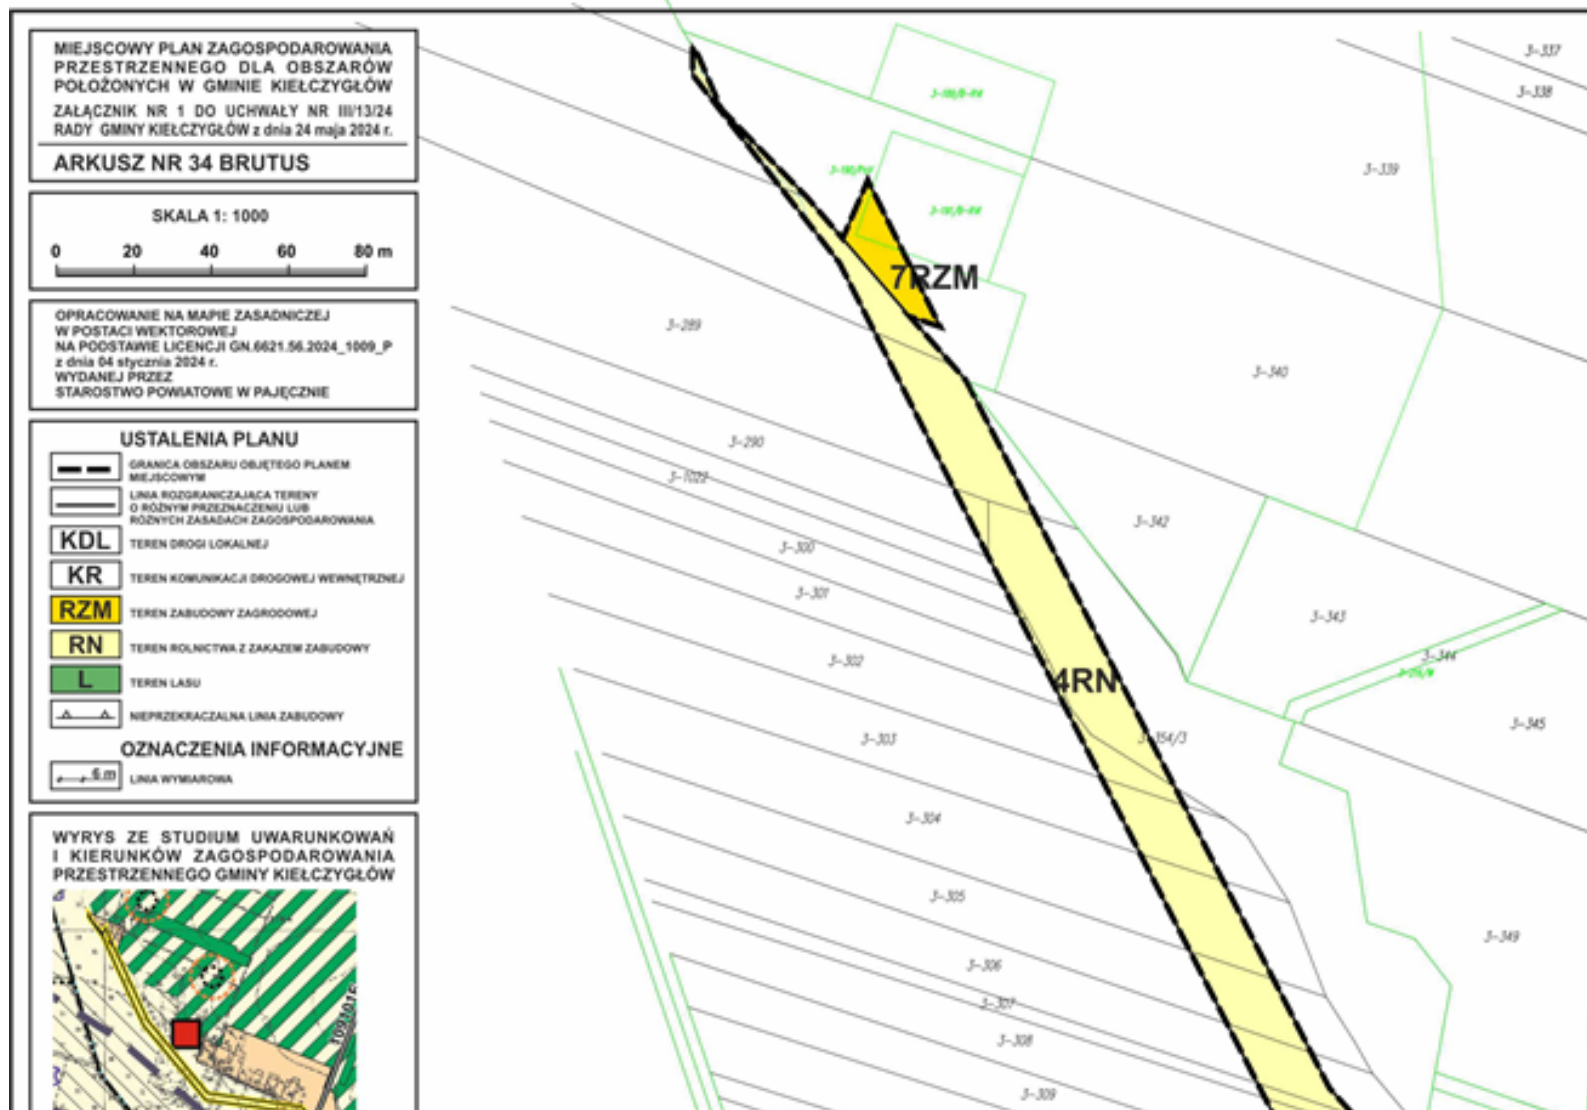 MIEJSCOWY PLAN ZAGOSPODAROWANIA
PRZESTRZENNEGO DLA OBSZARÓW
POŁOŻONYCH W GMINIE KIEŁCZYGŁÓW
ZAŁĄCZNIK NR 1 DO UCHWAŁY NR III/13/24
RADY GMINY KIEŁCZYGŁÓW z dnia 24 maja 2024 r.
ARKUSZ NR 34 BRUTUS
SKALA 1: 1000
0 20 40 60 80 m
OPRACOWANIE NA MAPIE ZASADNICZEJ
W POSTACI WEKTOROWEJ
NA PODSTAWIE LICENCJI GN.6621.56.2024_1009_P
z dnia 04 stycznia 2024 r.
WYDANEJ PRZEZ
STAROSTWO POWIATOWE W PAJĘCZNIE
USTALENIA PLANU
GRANICA OBSZARU OBJĘTEGO PLANEM
MIEJSCOWYM
LINIA ROZGRANICZAJĄCA TERENY
O RÓŻNYM PRZEZNACZENIU LUB
RÓŻNYCH ZASADACH ZAGOSPODAROWANIA
KDL TEREN DROGI LOKALNEJ
KR TEREN KOMUNIKACJI DROGOWEJ WEWNĘTRZNEJ
RZM TEREN ZABUDOWY ZAGRODOWEJ
RN TEREN ROLNICTWA Z ZAKAZEM ZABUDOWY
L TEREN LASU
NIEPRZEKRACZALNA LINIA ZABUDOWY
OZNACZENIA INFORMACYJNE
6 m LINIA WYMIAROWA
WYRYS ZE STUDIUM UWARUNKOWAŃ
I KIERUNKÓW ZAGOSPODAROWANIA
PRZESTRZENNEGO GMINY KIEŁCZYGŁÓW
3-337
3-338
3-339
7RZM
3-289
3-340
3-290
3-1022
3-342
3-300
3-301
3-343
3-302
3-344
4RN
3-303
3-354/3
3-345
3-304
3-305
3-349
3-306
3-307
3-308
3-309